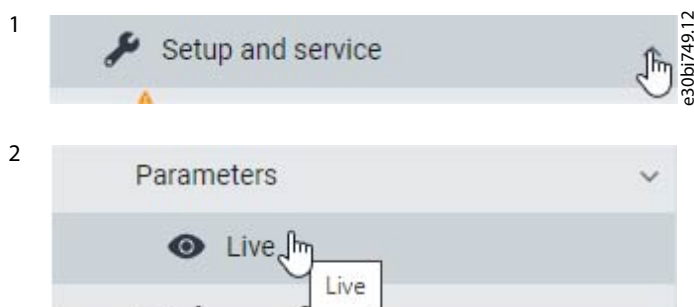 1
Setup and service
e30bi749.12
2
Parameters
Live
Live